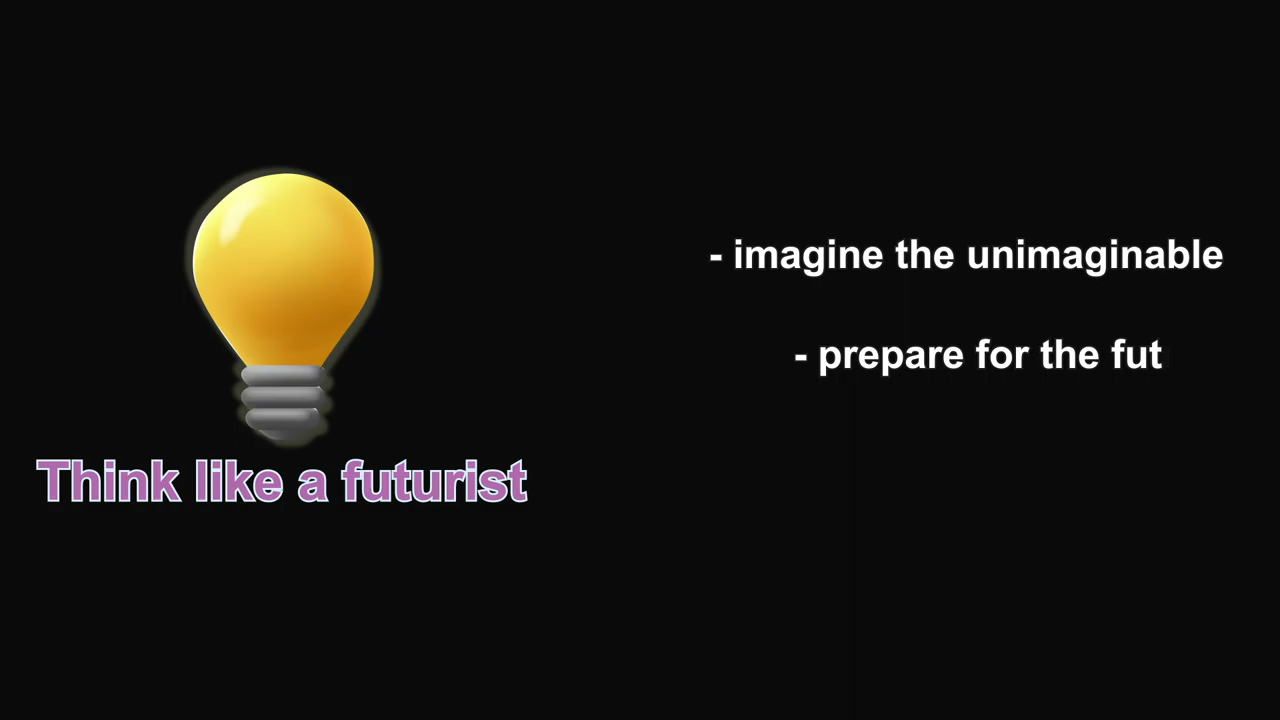 - imagine the unimaginable
- prepare for the fut
Think like a futurist